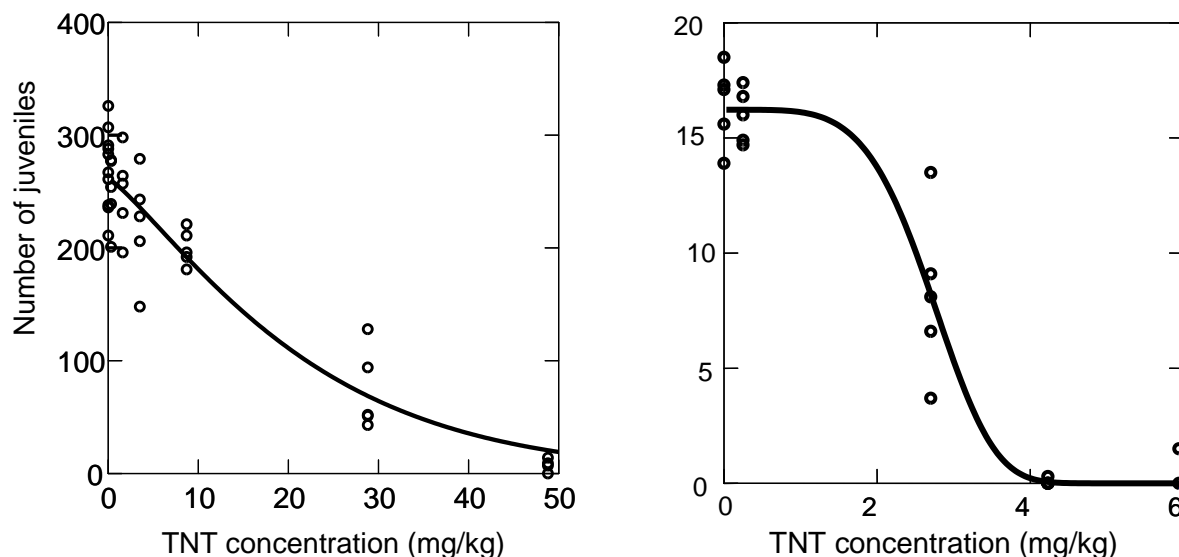 400
300
200
100
0
Number of juveniles
0 10 20 30 40 50
TNT concentration (mg/kg)
20
15
10
5
0
0 2 4 6
TNT concentration (mg/kg)